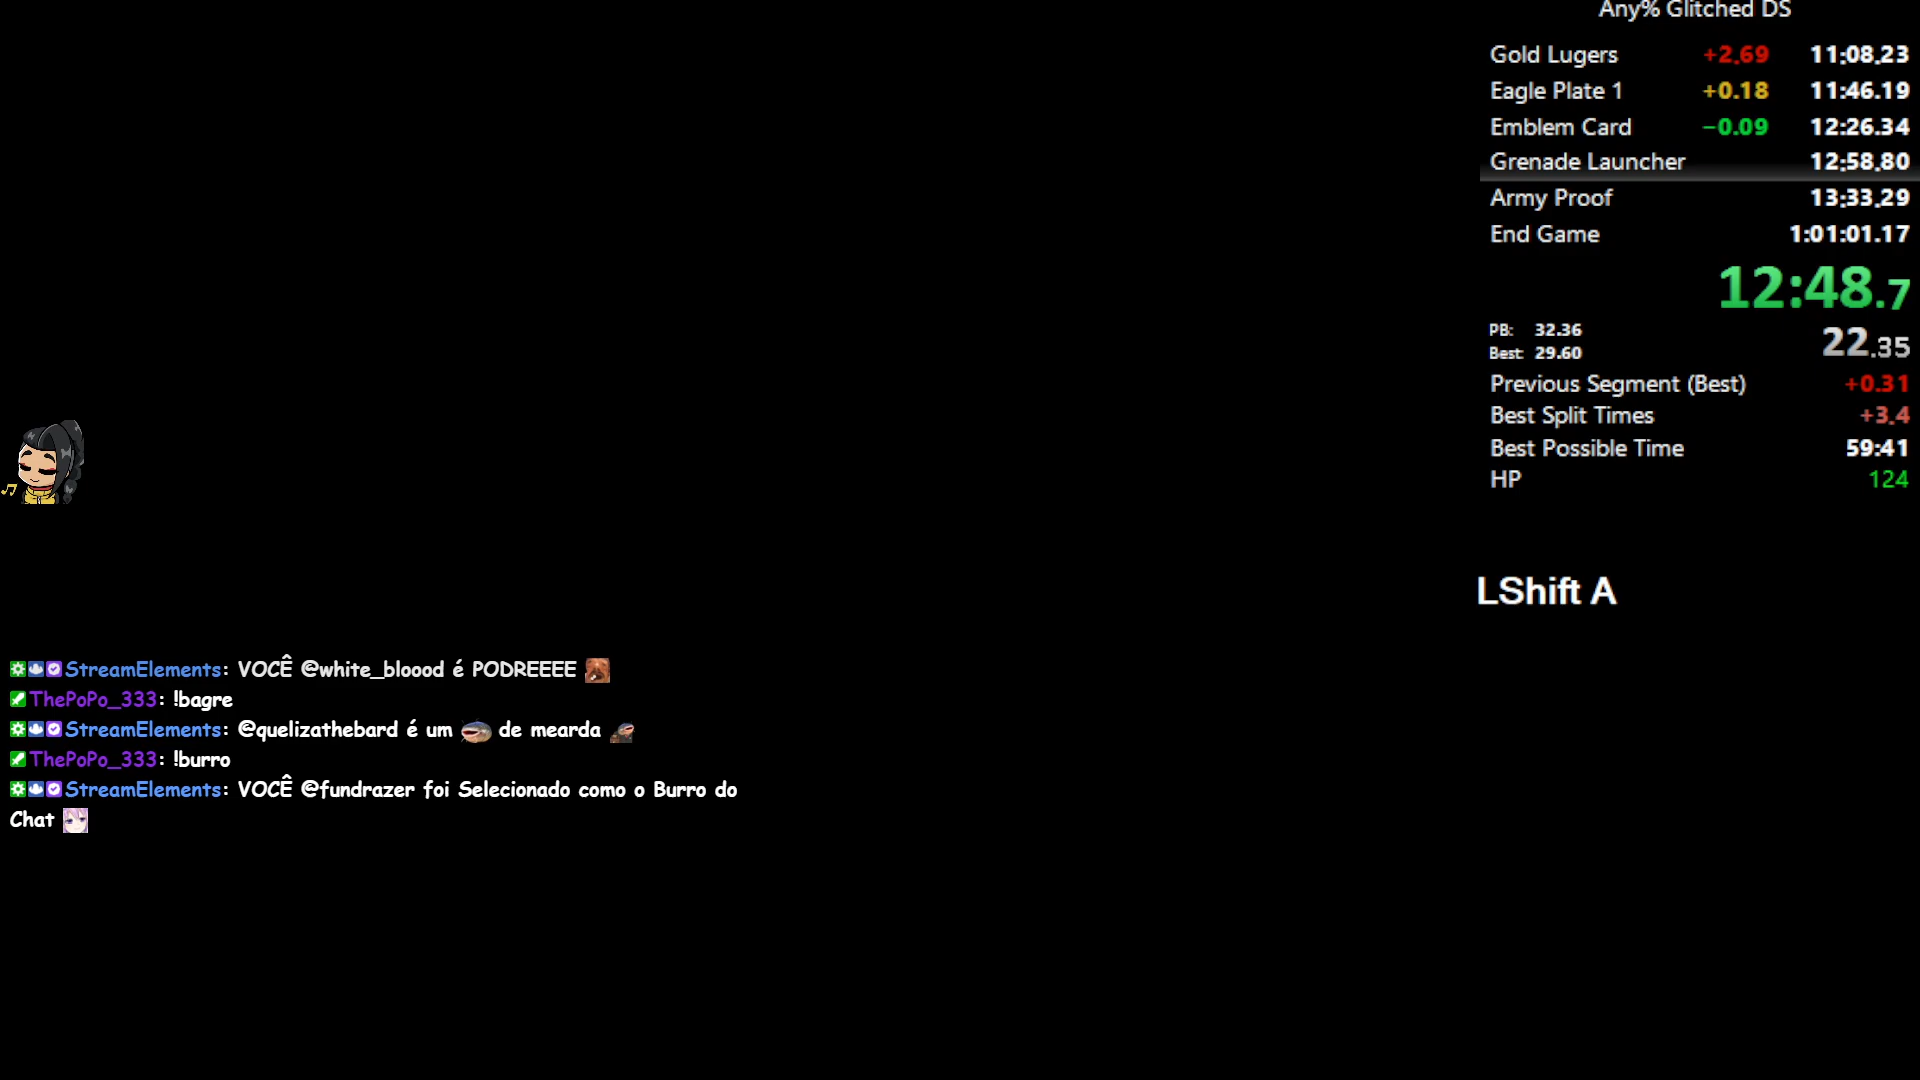 Any% Glitched DS
Gold Lugers +2.69 11:08.23
Eagle Plate 1 +0.18 11:46.19
Emblem Card −0.09 12:26.34
Grenade Launcher 12:58.80
Army Proof 13:33.29
End Game 1:01:01.17
12:48.7
PB: 32.36
Best: 29.60
22.35
Previous Segment (Best) +0.31
Best Split Times +3.4
Best Possible Time 59:41
HP 124
LShift A
StreamElements: VOCÊ @white_bloood é PODREEEE
ThePoPo_333: !bagre
StreamElements: @quelizathebard é um de mearda
ThePoPo_333: !burro
StreamElements: VOCÊ @fundrazer foi Selecionado como o Burro do
Chat